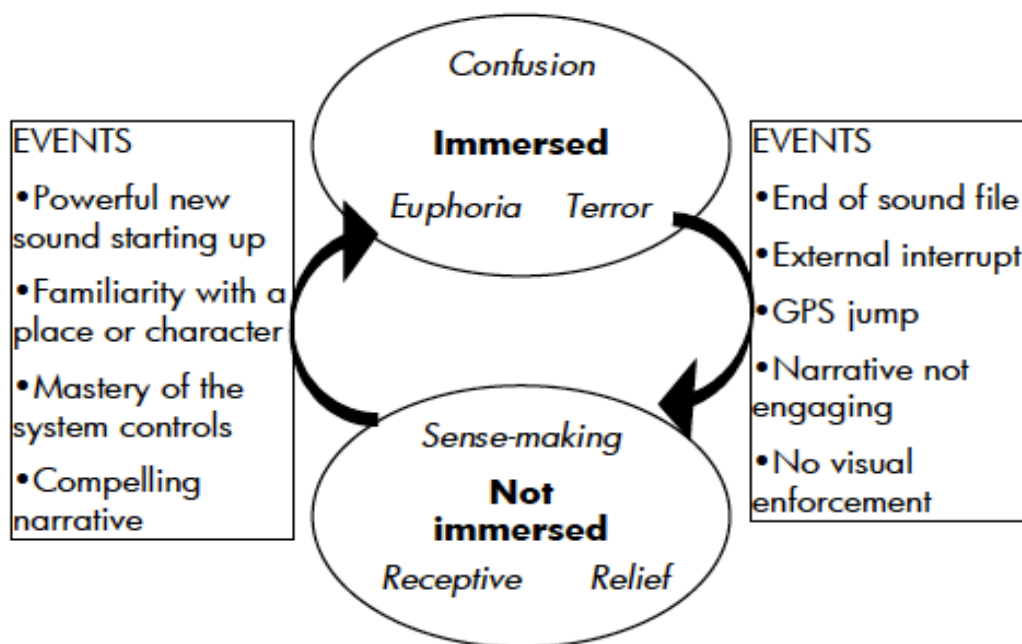 Confusion
Immersed
Euphoria Terror
EVENTS
•Powerful new
sound starting up
•Familiarity with a
place or character
•Mastery of the
system controls
•Compelling
narrative
EVENTS
•End of sound file
•External interrupt
•GPS jump
•Narrative not
engaging
•No visual
enforcement
Sense-making
Not
immersed
Receptive Relief